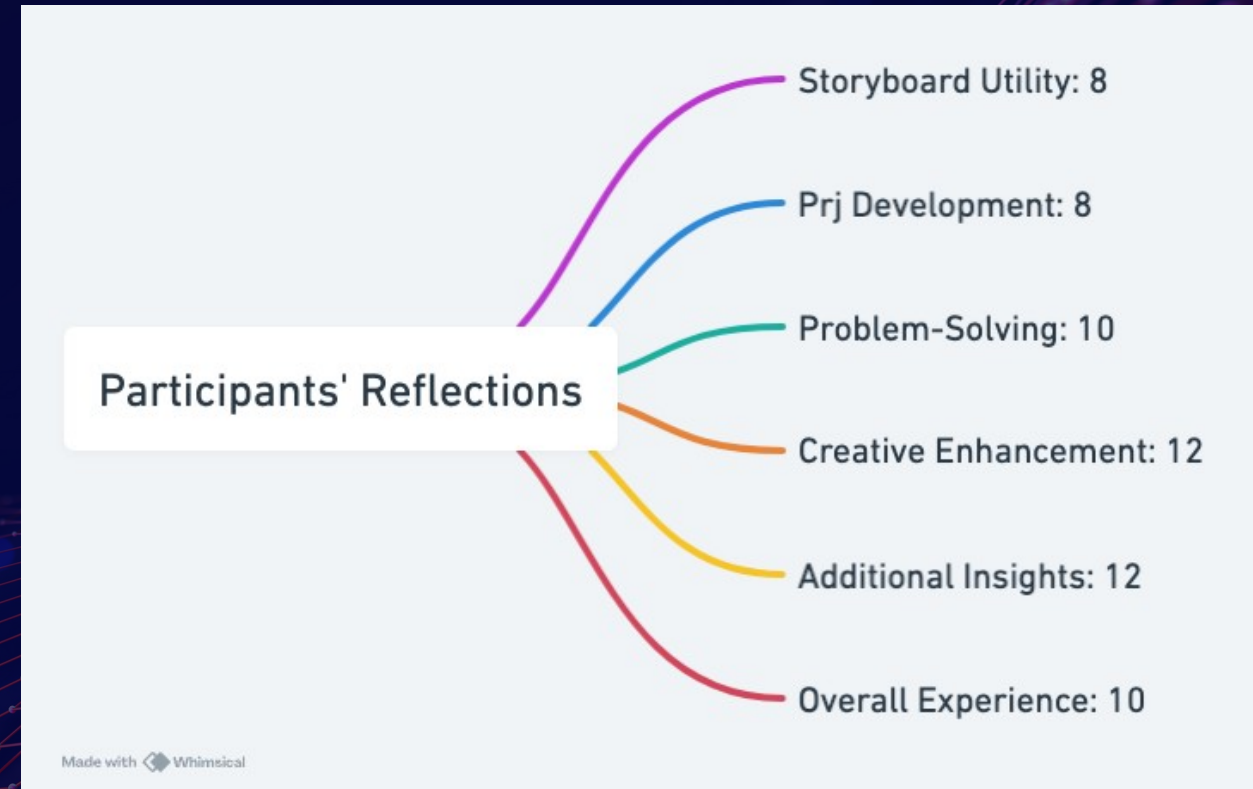 Storyboard Utility: 8
Prj Development: 8
Problem-Solving: 10
Participants' Reflections
Creative Enhancement: 12
Additional Insights: 12
Overall Experience: 10
Made with Whimsical